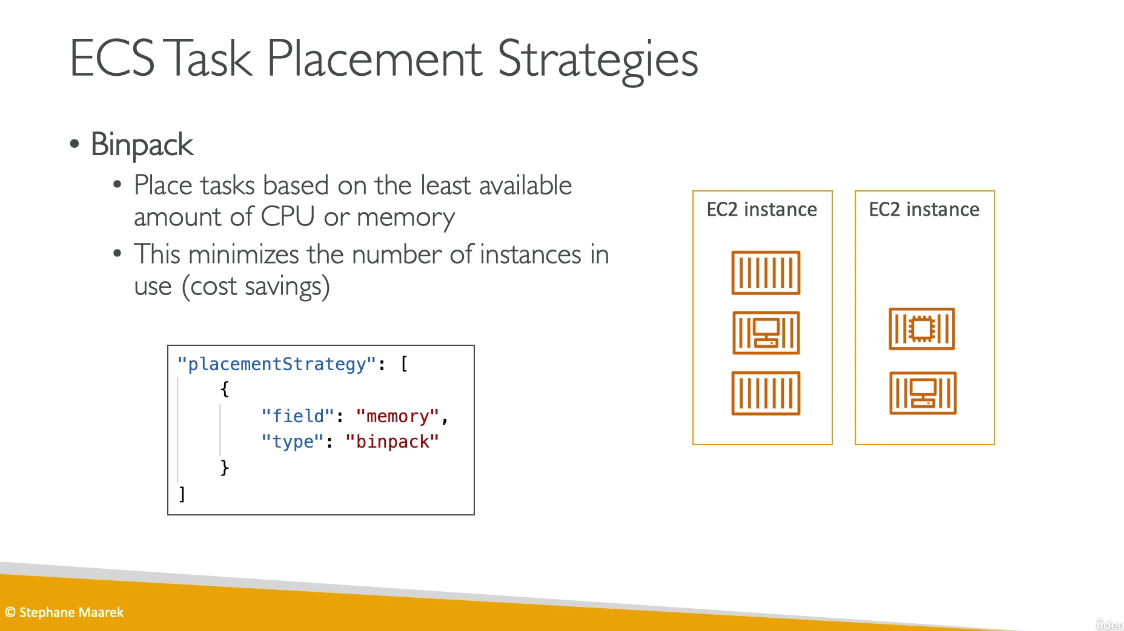 ECS Task Placement Strategies
• Binpack
• Place tasks based on the least available
amount of CPU or memory
• This minimizes the number of instances in
use (cost savings)
"placementStrategy": [
{
"field": "memory",
"type": "binpack"
}
]
EC2 instance
EC2 instance
© Stephane Maarek